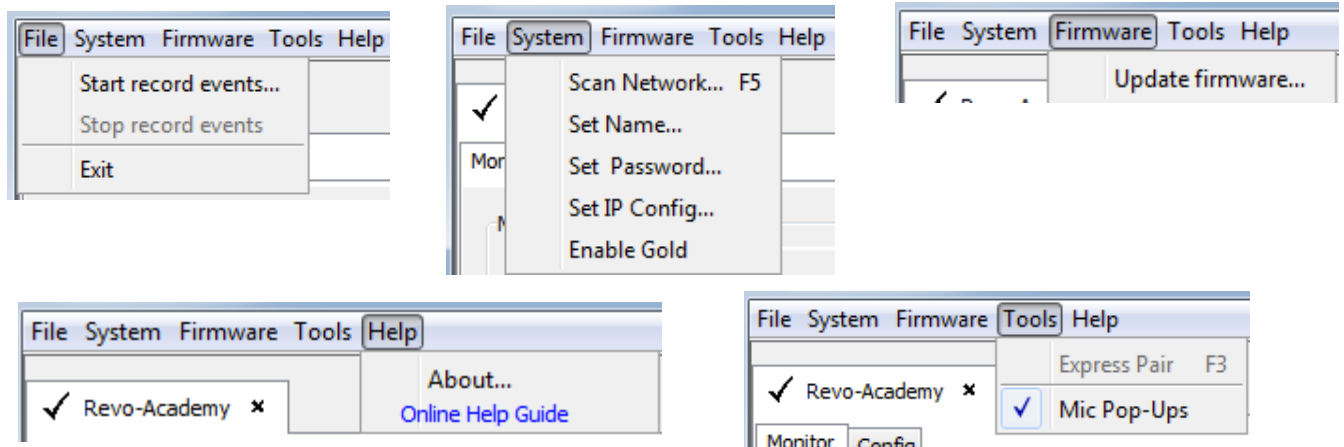 File System Firmware Tools Help
Start record events...
Stop record events
Exit
File System Firmware Tools Help
Scan Network... F5
Set Name...
Set Password...
Set IP Config...
Enable Gold
Mor
File System Firmware Tools Help
Update firmware...
File System Firmware Tools Help
About...
Online Help Guide
Revo-Academy
File System Firmware Tools Help
Express Pair F3
Mic Pop-Ups
Revo-Academy
Monitor Config